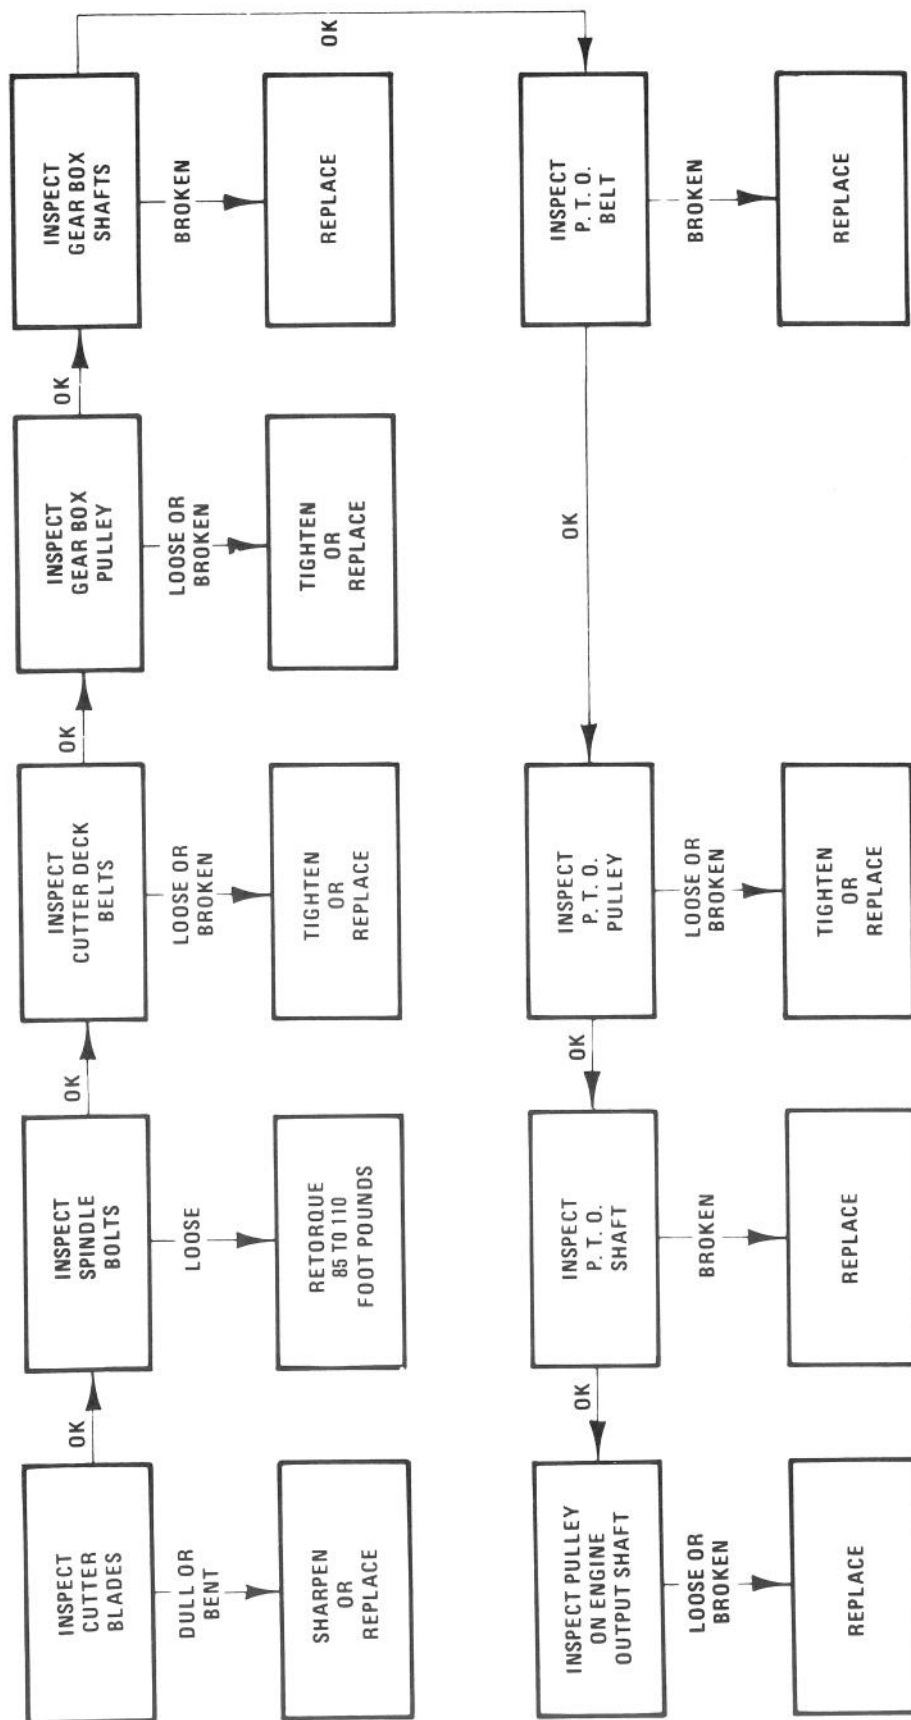 INSPECT
CUTTER
BLADES
OK
DULL OR
BENT
SHARPEN
OR
REPLACE
INSPECT
SPINDLE
BOLTS
OK
LOOSE
RETORQUE
85 TO 110
FOOT POUNDS
INSPECT
CUTTER DECK
BELTS
OK
LOOSE OR
BROKEN
TIGHTEN
OR
REPLACE
INSPECT
GEAR BOX
PULLEY
OK
LOOSE OR
BROKEN
TIGHTEN
OR
REPLACE
INSPECT
GEAR BOX
SHAFTS
OK
BROKEN
REPLACE
INSPECT
P. T. O.
BELT
OK
BROKEN
REPLACE
INSPECT
P. T. O.
PULLEY
OK
LOOSE OR
BROKEN
TIGHTEN
OR
REPLACE
INSPECT
P. T. O.
SHAFT
OK
BROKEN
REPLACE
INSPECT PULLEY
ON ENGINE
OUTPUT SHAFT
LOOSE OR
BROKEN
REPLACE